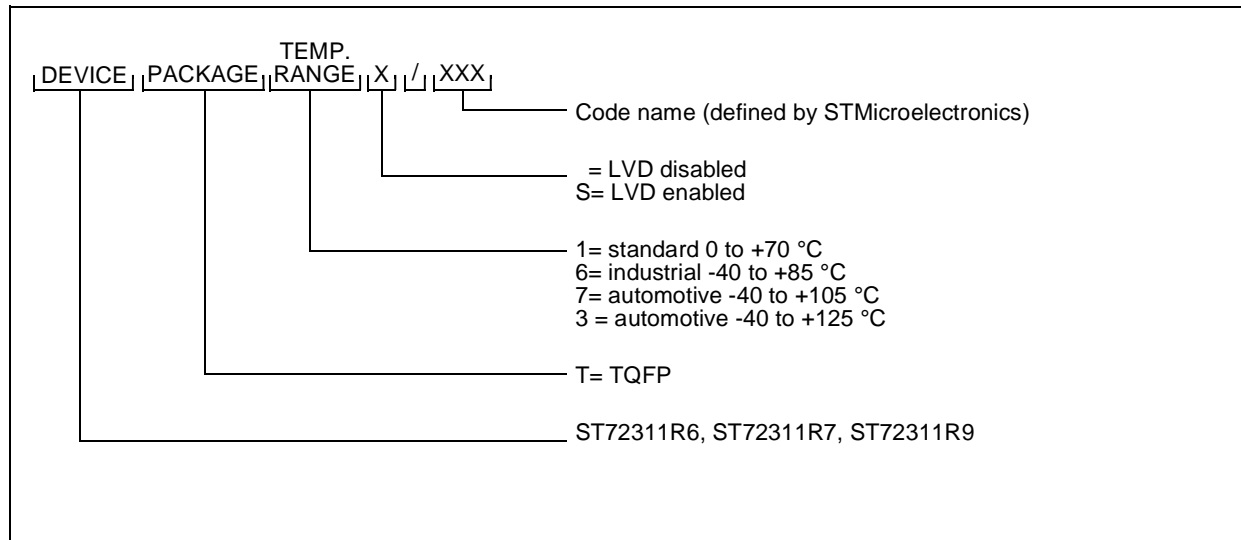 TEMP.
DEVICE PACKAGE RANGE X / XXX
Code name (defined by STMicroelectronics)
= LVD disabled
S= LVD enabled
1= standard 0 to +70 °C
6= industrial -40 to +85 °C
7= automotive -40 to +105 °C
3 = automotive -40 to +125 °C
T= TQFP
ST72311R6, ST72311R7, ST72311R9